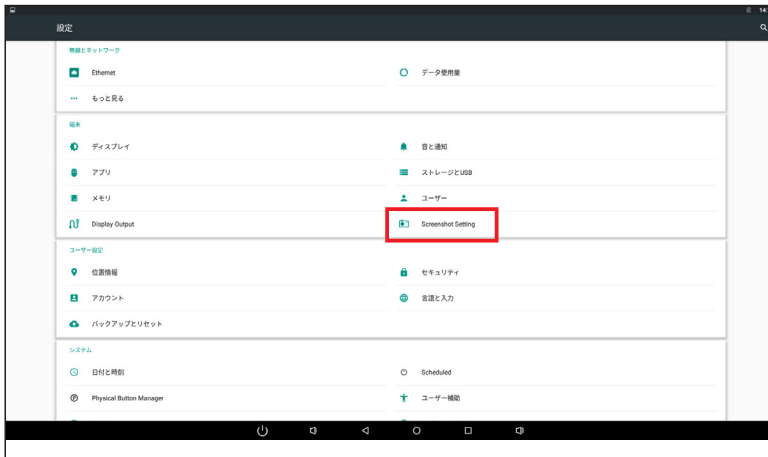 14:
設定
無線とネットワーク
Ethernet
データ使用量
もっと見る
端末
ディスプレイ
音と通知
アプリ
ストレージとUSB
メモリ
ユーザー
Display Output
Screenshot Setting
ユーザー設定
位置情報
セキュリティ
アカウント
言語と入力
バックアップとリセット
システム
日付と時刻
Scheduled
Physical Button Manager
ユーザー補助